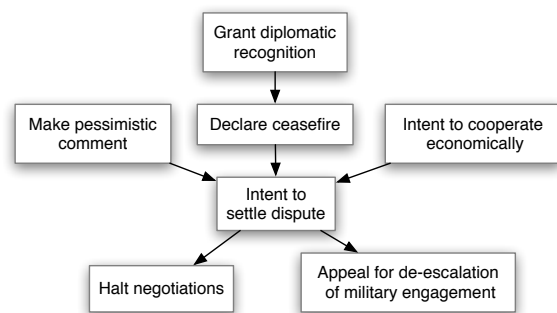 Grant diplomatic
recognition
Make pessimistic
comment
Declare ceasefire
Intent to cooperate
economically
Intent to
settle dispute
Halt negotiations
Appeal for de-escalation
of military engagement